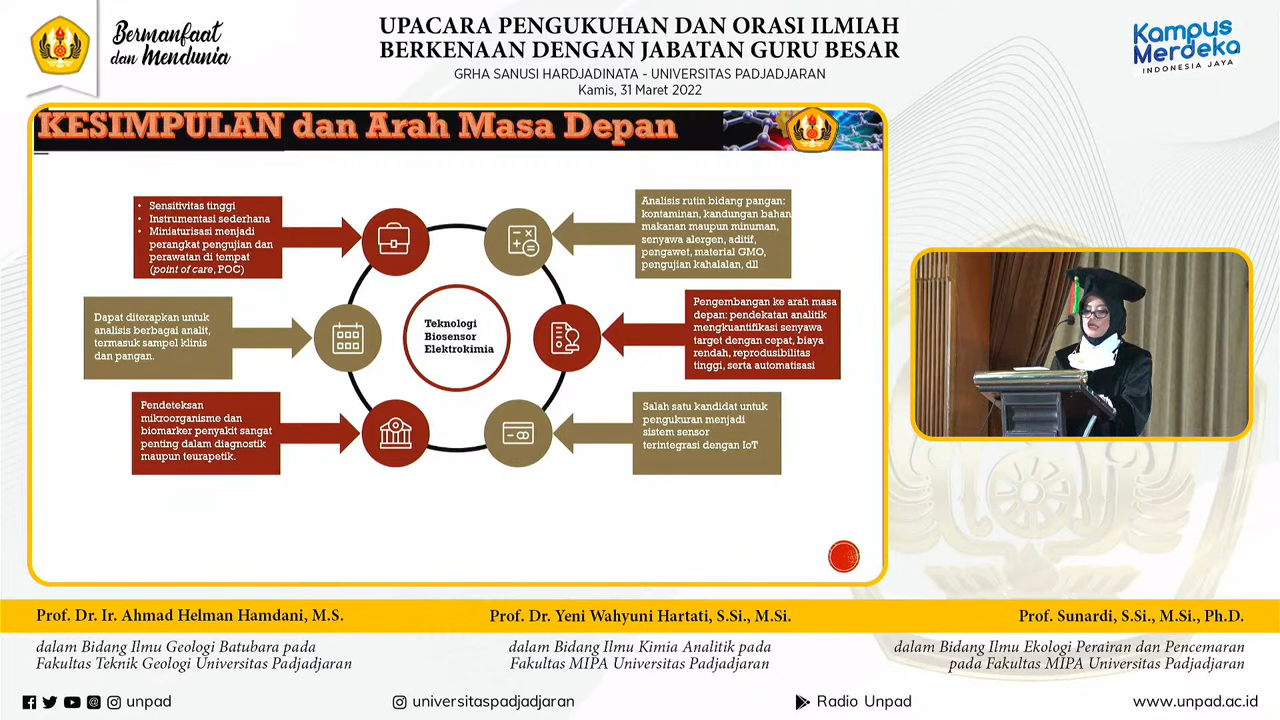 Bermanfaat
dan Mendunia
UPACARA PENGUKUHAN DAN ORASI ILMIAH
BERKENAAN DENGAN JABATAN GURU BESAR
GRHA SANUSI HARDJADINATA - UNIVERSITAS PADJADJARAN
Kamis, 31 Maret 2022
Kampus
Merdeka
INDONESIA JAYA
KESIMPULAN dan Arah Masa Depan
• Sensitivitas tinggi
• Instrumentasi sederhana
• Miniaturisasi menjadi
perangkat pengujian dan
perawatan di tempat
(point of care, POC)
Dapat diterapkan untuk
analisis berbagai analit,
termasuk sampel klinis
dan pangan.
Pendeteksan
mikroorganisme dan
biomarker penyakit sangat
penting dalam diagnostik
maupun teurapetik.
Teknologi
Biosensor
Elektrokimia
Analisis rutin bidang pangan:
kontaminan, kandungan bahan
makanan maupun minuman,
senyawa alergen, aditif,
pengawet, material GMO,
pengujian kahalalan, dll
Pengembangan ke arah masa
depan: pendekatan analitik
mengkuantifikasi senyawa
target dengan cepat, biaya
rendah, reprodusibilitas
tinggi, serta automatisasi
Salah satu kandidat untuk
pengukuran menjadi
sistem sensor
terintegrasi dengan IoT
Prof. Dr. Ir. Ahmad Helman Hamdani, M.S.
dalam Bidang Ilmu Geologi Batubara pada
Fakultas Teknik Geologi Universitas Padjadjaran
Prof. Dr. Yeni Wahyuni Hartati, S.Si., M.Si.
dalam Bidang Ilmu Kimia Analitik pada
Fakultas MIPA Universitas Padjadjaran
Prof. Sunardi, S.Si., M.Si., Ph.D.
dalam Bidang Ilmu Ekologi Perairan dan Pencemaran
pada Fakultas MIPA Universitas Padjadjaran
unpad
universitaspadjadjaran
Radio Unpad
www.unpad.ac.id